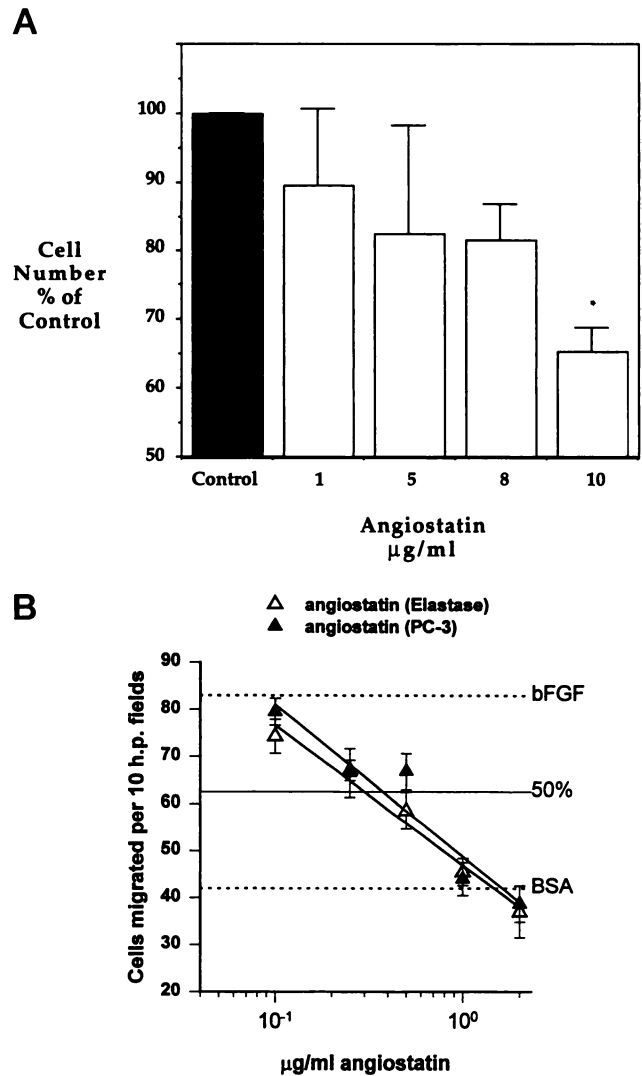 A
100
90
80
70
60
50
Cell
Number
% of
Control
Control 1 5 8 10
Angiostatin
µg/ml
*
B
angiostatin (Elastase)
angiostatin (PC-3)
90
80
70
60
50
40
30
20
Cells migrated per 10 h.p. fields
bFGF
50%
BSA
10⁻¹ 10⁰
µg/ml angiostatin